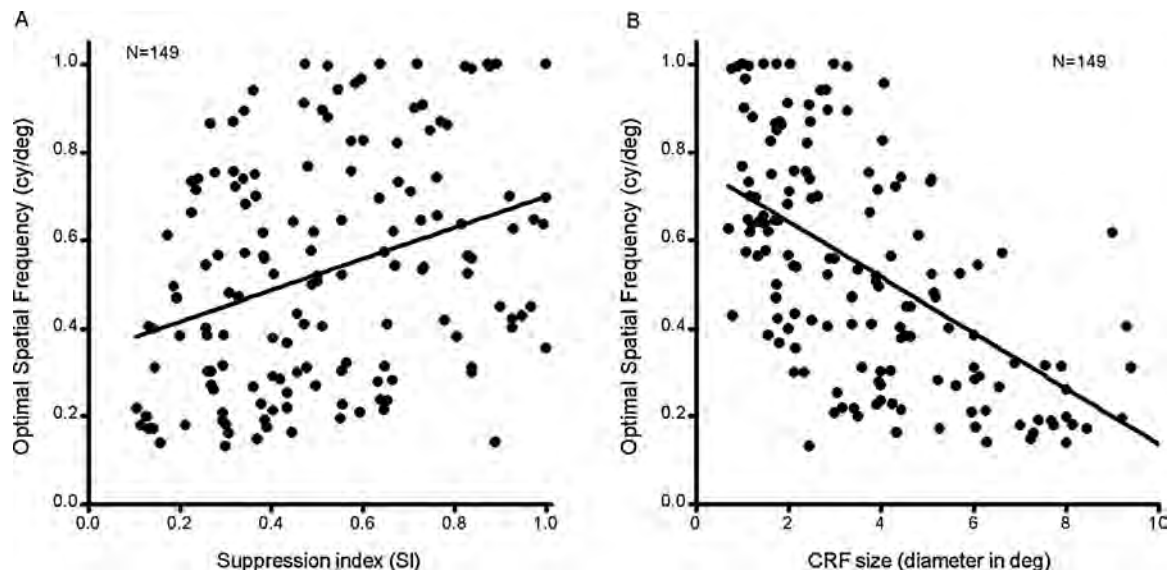 A
N=149
1.0
0.8
0.6
0.4
0.2
0.0
0.0 0.2 0.4 0.6 0.8 1.0
Optimal Spatial Frequency (cy/deg)
Suppression index (SI)
B
N=149
1.0
0.8
0.6
0.4
0.2
0.0
0 2 4 6 8 10
Optimal Spatial Frequency (cy/deg)
CRF size (diameter in deg)